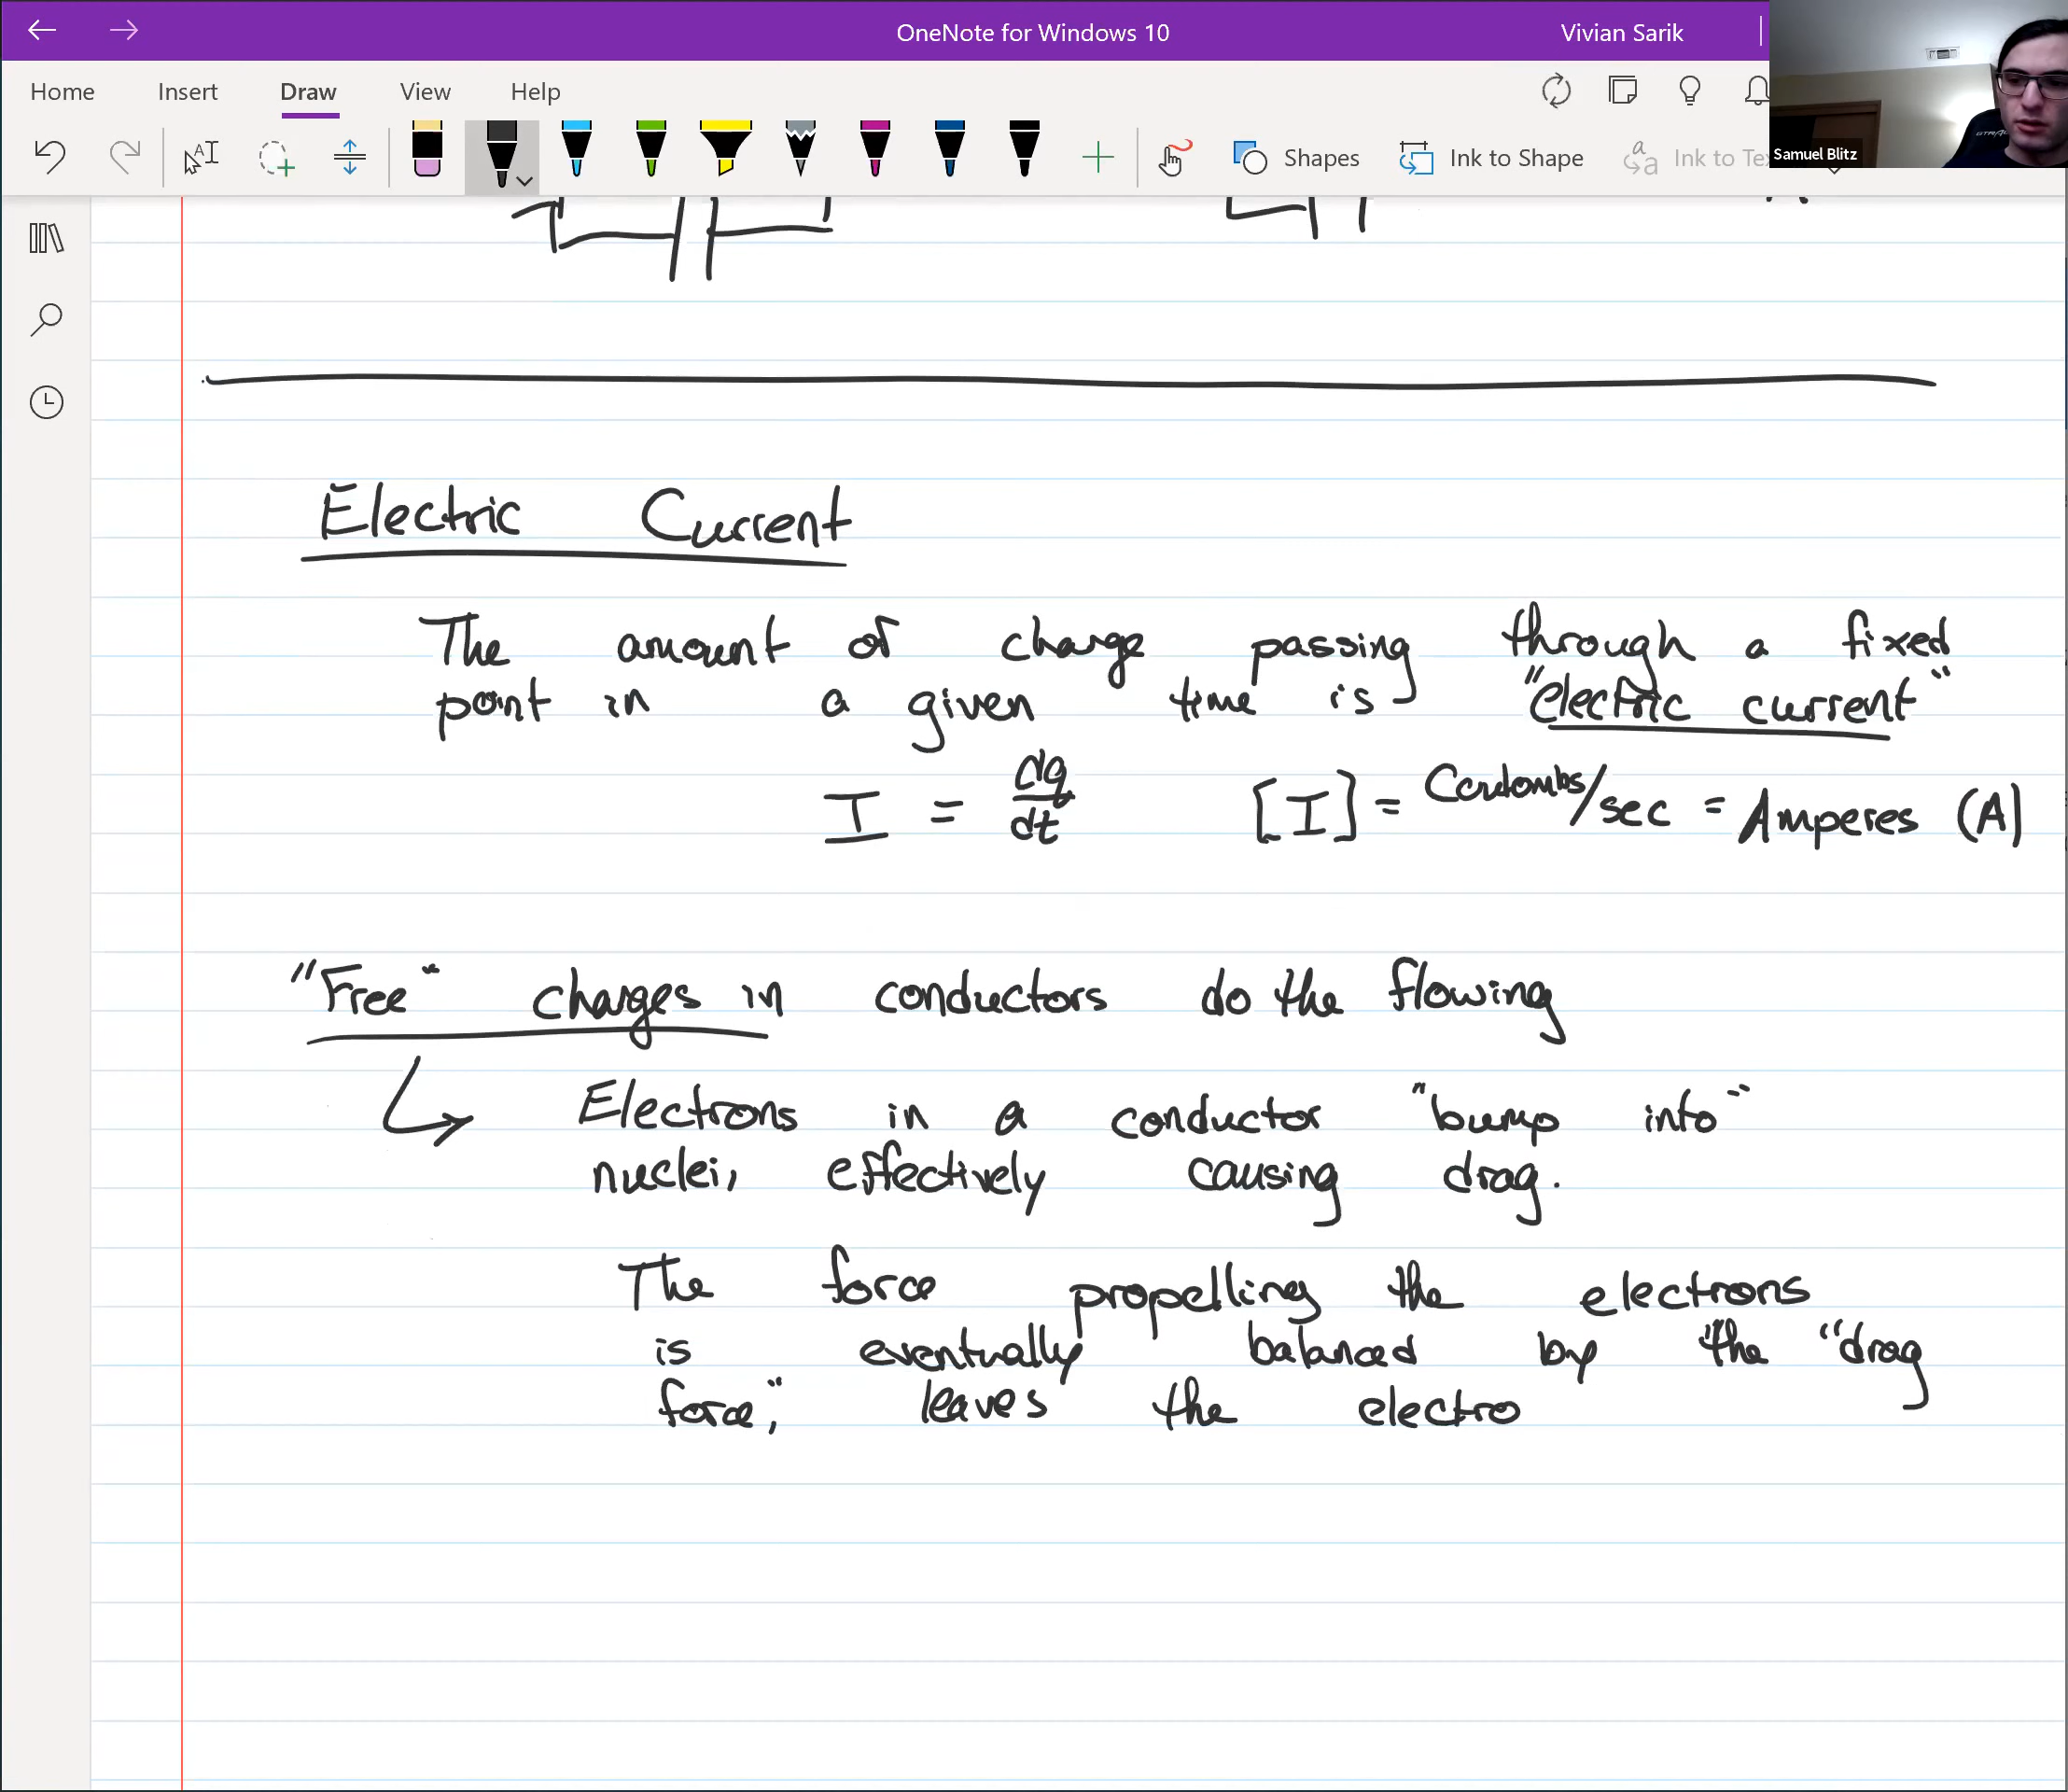 OneNote for Windows 10
Vivian Sarik
Home Insert Draw View Help
Shapes Ink to Shape Ink to Te
Samuel Blitz
Electric Current
The amount of charge passing through a fixed
point in a given time is "electric current"
I = dq/dt [I] = Coulombs/sec = Amperes (A)
"Free" charges in conductors do the flowing
Electrons in a conductor "bump into"
nuclei, effectively causing drag.
The force propelling the electrons
is eventually balanced by the "drag
force," leaves the electro